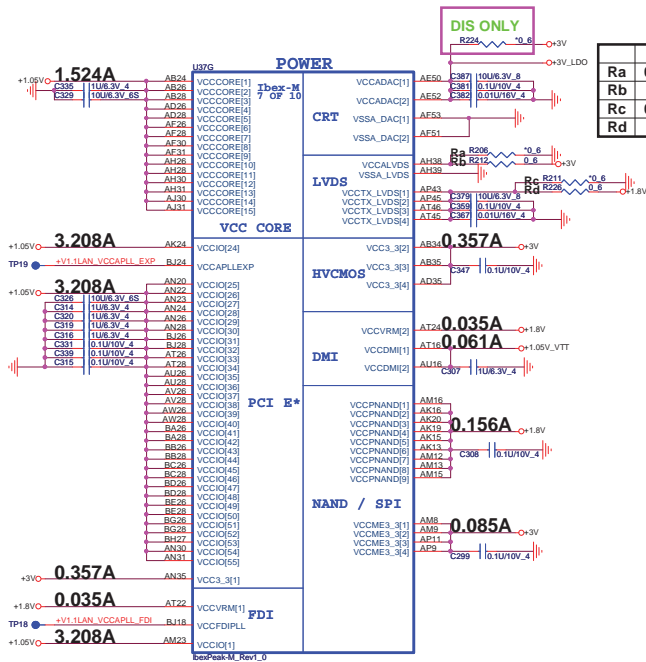 DIS ONLY
R224 *0_6 +3V
+3V_LDO
POWER
U37G
Ibex-M
7 OF 10
+1.05V 1.524A
C335 1U/6.3V_4
C329 10U/6.3V_6S
AB24 VCCCORE[1]
AB26 VCCCORE[2]
AB28 VCCCORE[3]
AD26 VCCCORE[4]
AD28 VCCCORE[5]
AF26 VCCCORE[6]
AF28 VCCCORE[7]
AF30 VCCCORE[8]
AF31 VCCCORE[9]
AH26 VCCCORE[10]
AH28 VCCCORE[11]
AH30 VCCCORE[12]
AH31 VCCCORE[13]
AJ30 VCCCORE[14]
AJ31 VCCCORE[15]
VCC CORE
+1.05V 3.208A AK24 VCCIO[24]
TP19 +V1.1LAN_VCCAPLL_EXP BJ24 VCCAPLLEXP
+1.05V 3.208A
C326 10U/6.3V_6S
C314 1U/6.3V_4
C320 1U/6.3V_4
C319 1U/6.3V_4
C316 1U/6.3V_4
C331 0.1U/10V_4
C339 0.1U/10V_4
C315 0.1U/10V_4
AN20 VCCIO[25]
AN22 VCCIO[26]
AN23 VCCIO[27]
AN24 VCCIO[28]
AN26 VCCIO[29]
AN28 VCCIO[30]
BJ26 VCCIO[31]
BJ28 VCCIO[32]
AT26 VCCIO[33]
AT28 VCCIO[34]
AU26 VCCIO[35]
AU28 VCCIO[36]
AV26 VCCIO[37]
AV28 VCCIO[38]
AW26 VCCIO[39]
AW28 VCCIO[40]
BA26 VCCIO[41]
BA28 VCCIO[42]
BB26 VCCIO[43]
BB28 VCCIO[44]
BC26 VCCIO[45]
BC28 VCCIO[46]
BD26 VCCIO[47]
BD28 VCCIO[48]
BE26 VCCIO[49]
BE28 VCCIO[50]
BG26 VCCIO[51]
BG28 VCCIO[52]
BH27 VCCIO[53]
AN30 VCCIO[54]
AN31 VCCIO[55]
PCI E*
+3V 0.357A AN35 VCC3_3[1]
+1.8V 0.035A AT22 VCCVRM[1]
TP18 +V1.1LAN_VCCAPLL_FDI BJ18 VCCFDIPLL
+1.05V 3.208A AM23 VCCIO[1]
FDI
IbexPeak-M_Rev1_0
CRT
VCCADAC[1] AE50
VCCADAC[2] AE52
VSSA_DAC[1] AF53
VSSA_DAC[2] AF51
C387 10U/6.3V_8
C381 0.1U/10V_4
C382 0.01U/16V_4
LVDS
VCCALVDS AH38
VSSA_LVDS AH39
Ra R206 *0_6
Rb R212 0_6 +3V
VCCTX_LVDS[1] AP43
VCCTX_LVDS[2] AP45
VCCTX_LVDS[3] AT46
VCCTX_LVDS[4] AT45
Rc R211 *0_6
Rd R226 0_6 +1.8V
C379 10U/6.3V_8
C359 0.1U/10V_4
C367 0.01U/16V_4
HVCMOS
VCC3_3[2] AB34 0.357A +3V
VCC3_3[3] AB35
VCC3_3[4] AD35
C347 0.1U/10V_4
DMI
VCCVRM[2] AT24 0.035A +1.8V
VCCDMI[1] AT16 0.061A +1.05V_VTT
VCCDMI[2] AU16
C307 1U/6.3V_4
NAND / SPI
VCCPNAND[1] AM16
VCCPNAND[2] AK16
VCCPNAND[3] AK20
VCCPNAND[4] AK19
VCCPNAND[5] AK15
VCCPNAND[6] AK13
VCCPNAND[7] AM12
VCCPNAND[8] AM13
VCCPNAND[9] AM15
0.156A +1.8V
C308 0.1U/10V_4
VCCME3_3[1] AM8
VCCME3_3[2] AM9
VCCME3_3[3] AP11
VCCME3_3[4] AP9
0.085A +3V
C299 0.1U/10V_4
Ra
Rb
Rc
Rd